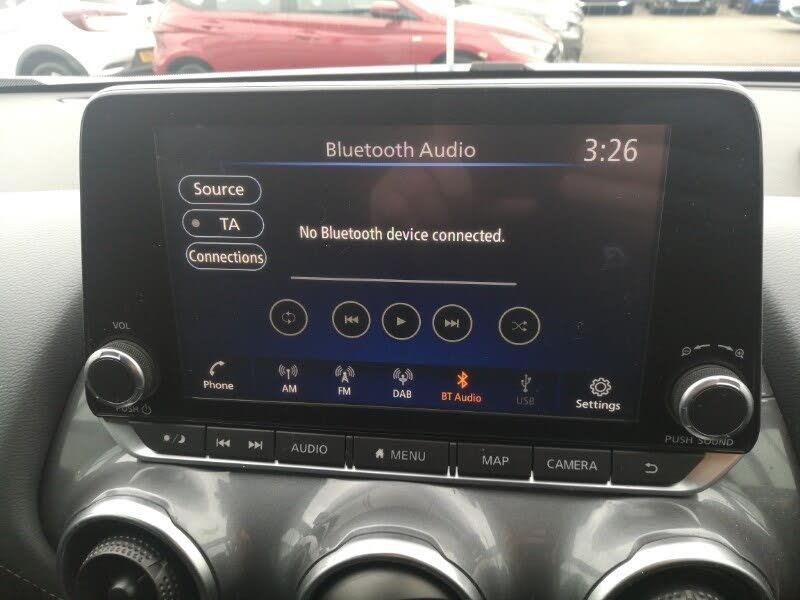 Bluetooth Audio 3:26
Source
TA
No Bluetooth device connected.
Connections
VOL
Phone AM FM DAB BT Audio USB Settings
PUSH
PUSH SOUND
AUDIO MENU MAP CAMERA